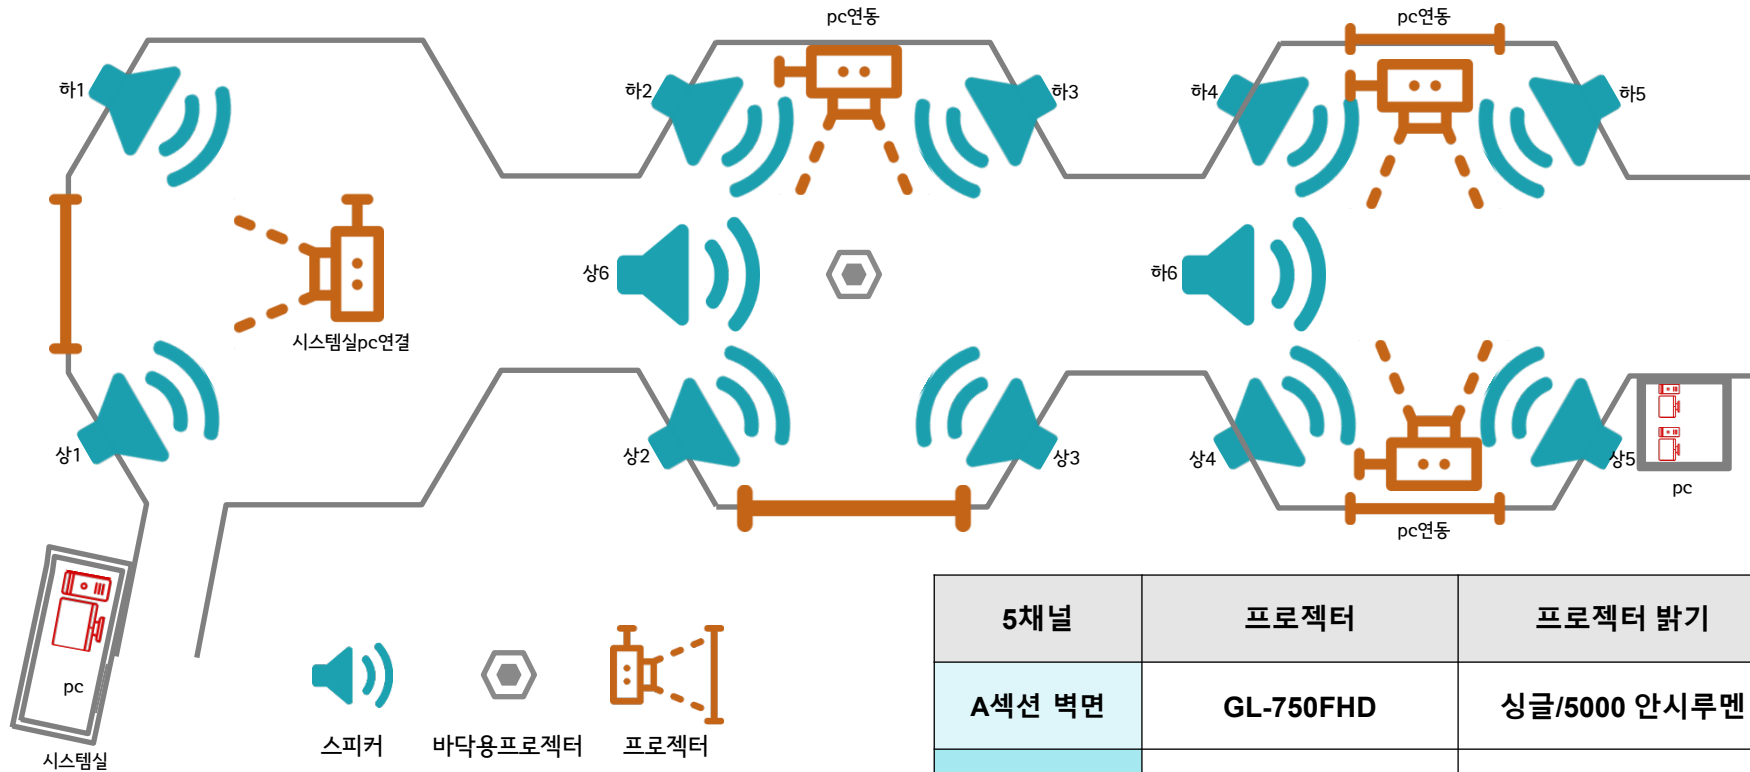 pc연동
pc연동
하1
하2
하3
하4
하5
상6
하6
시스템실pc연결
상1
상2
상3
상4
상5
pc
pc연동
pc
시스템실
스피커
바닥용프로젝터
프로젝터
5채널 프로젝터 프로젝터 밝기
A섹션 벽면 GL-750FHD 싱글/5000 안시루멘